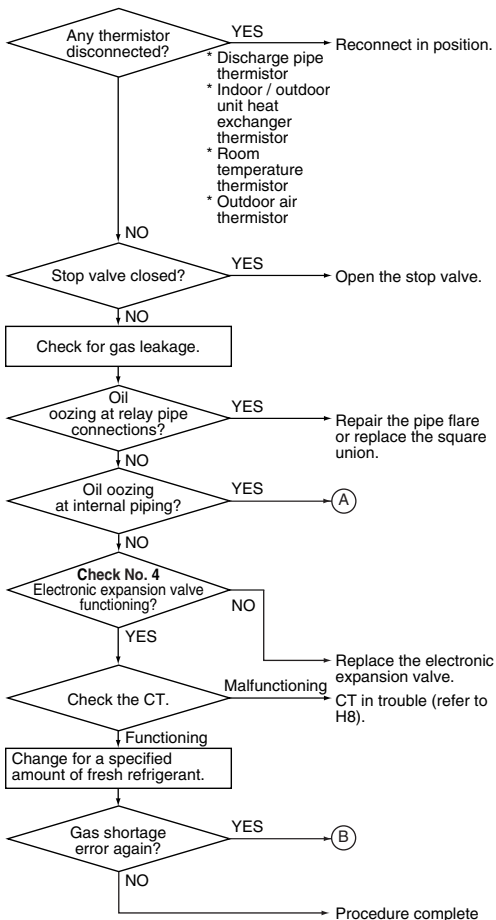 Any thermistor
disconnected?
YES
Reconnect in position.
* Discharge pipe
thermistor
* Indoor / outdoor
unit heat
exchanger
thermistor
* Room
temperature
thermistor
* Outdoor air
thermistor
NO
Stop valve closed?
YES
Open the stop valve.
NO
Check for gas leakage.
Oil
oozing at relay pipe
connections?
YES
Repair the pipe flare
or replace the square
union.
NO
Oil oozing
at internal piping?
YES
A
NO
Check No. 4
Electronic expansion valve
functioning?
NO
Replace the electronic
expansion valve.
YES
Check the CT.
Malfunctioning
CT in trouble (refer to
H8).
Functioning
Change for a specified
amount of fresh refrigerant.
Gas shortage
error again?
YES
B
NO
Procedure complete